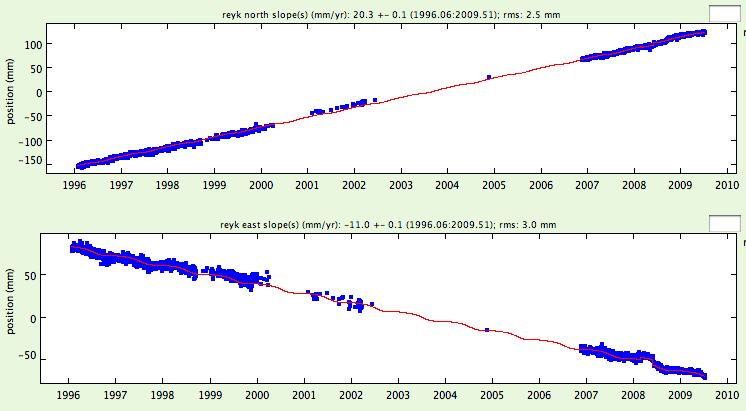 reyk north slope(s) (mm/yr): 20.3 +- 0.1 (1996.06:2009.51); rms: 2.5 mm
position (mm)
100
50
0
-50
-100
-150
1996 1997 1998 1999 2000 2001 2002 2003 2004 2005 2006 2007 2008 2009 2010
reyk east slope(s) (mm/yr): -11.0 +- 0.1 (1996.06:2009.51); rms: 3.0 mm
position (mm)
50
0
-50
1996 1997 1998 1999 2000 2001 2002 2003 2004 2005 2006 2007 2008 2009 2010